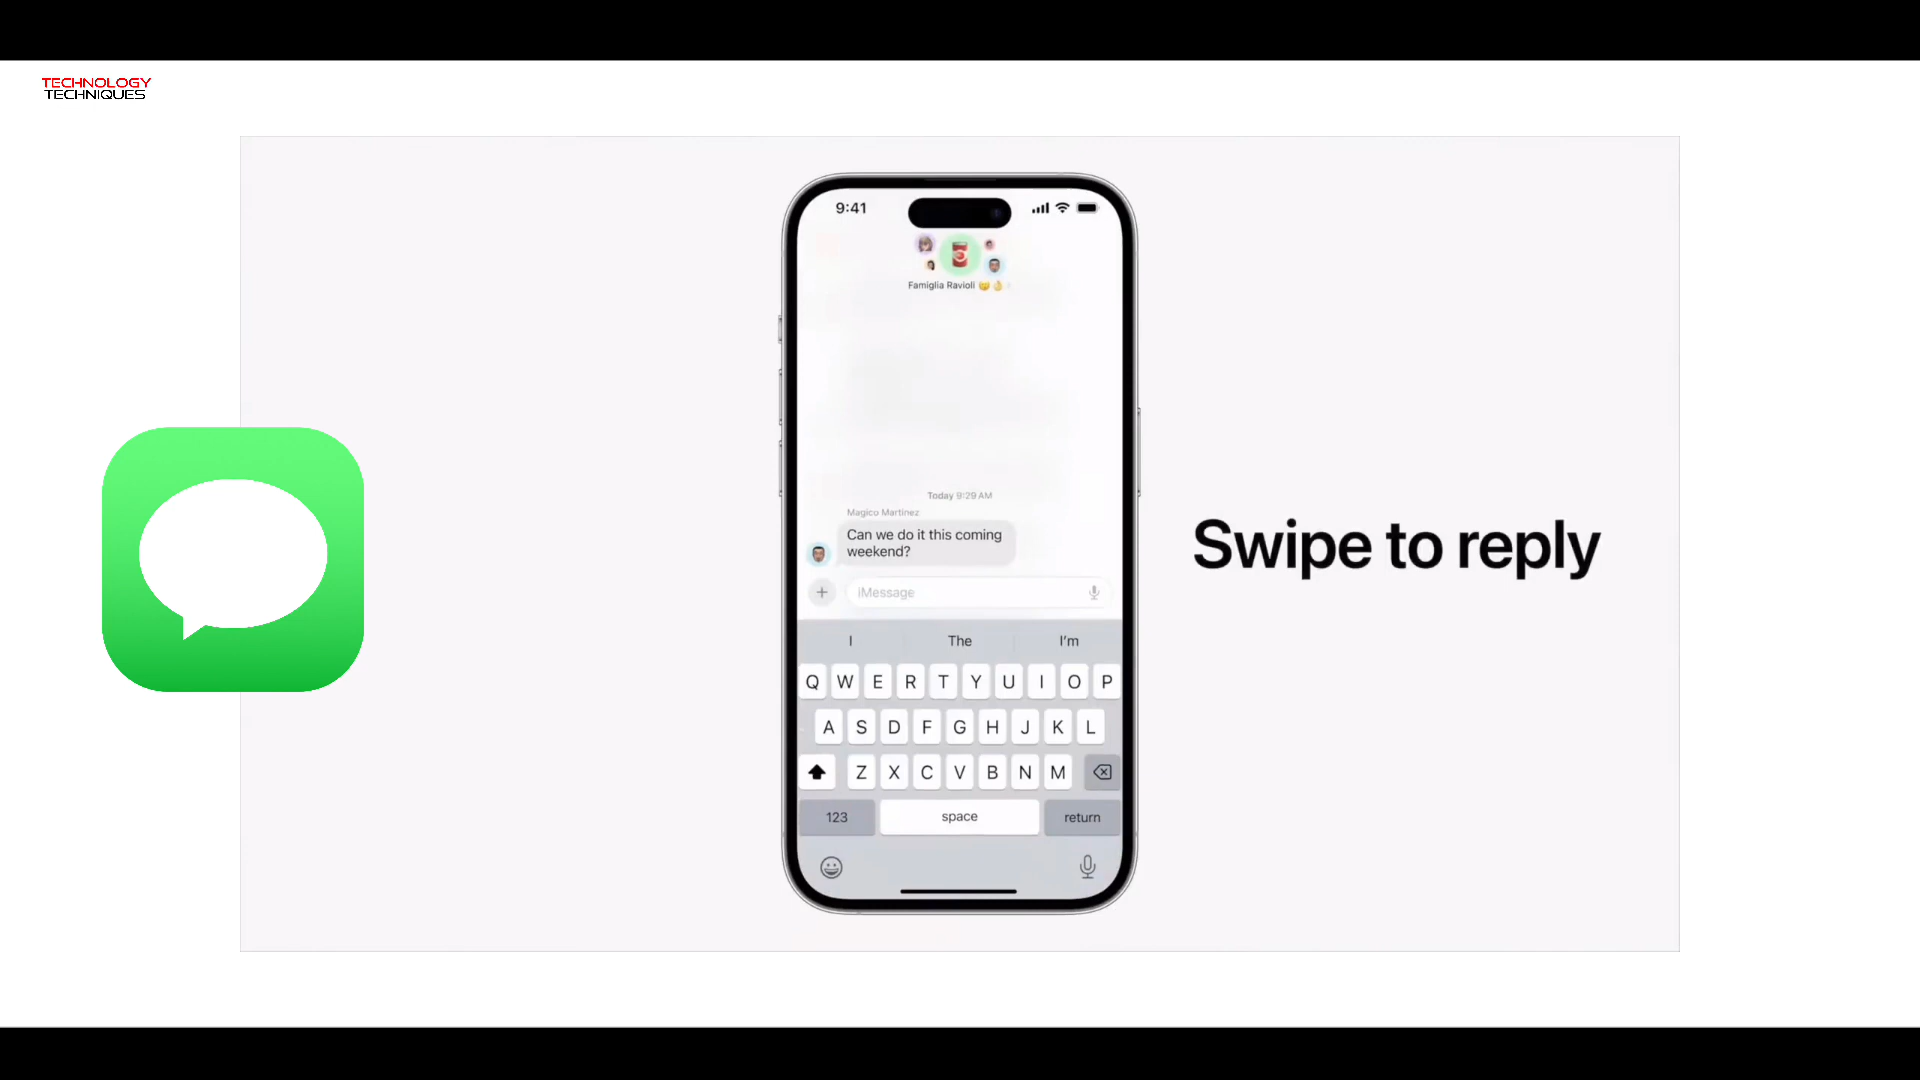 TECHNOLOGY
TECHNIQUES
9:41
Famiglia Ravioli
Today 9:29 AM
Magico Martinez
Can we do it this coming
weekend?
iMessage
Swipe to reply
I The I'm
Q W E R T Y U I O P
A S D F G H J K L
Z X C V B N M
123 space return